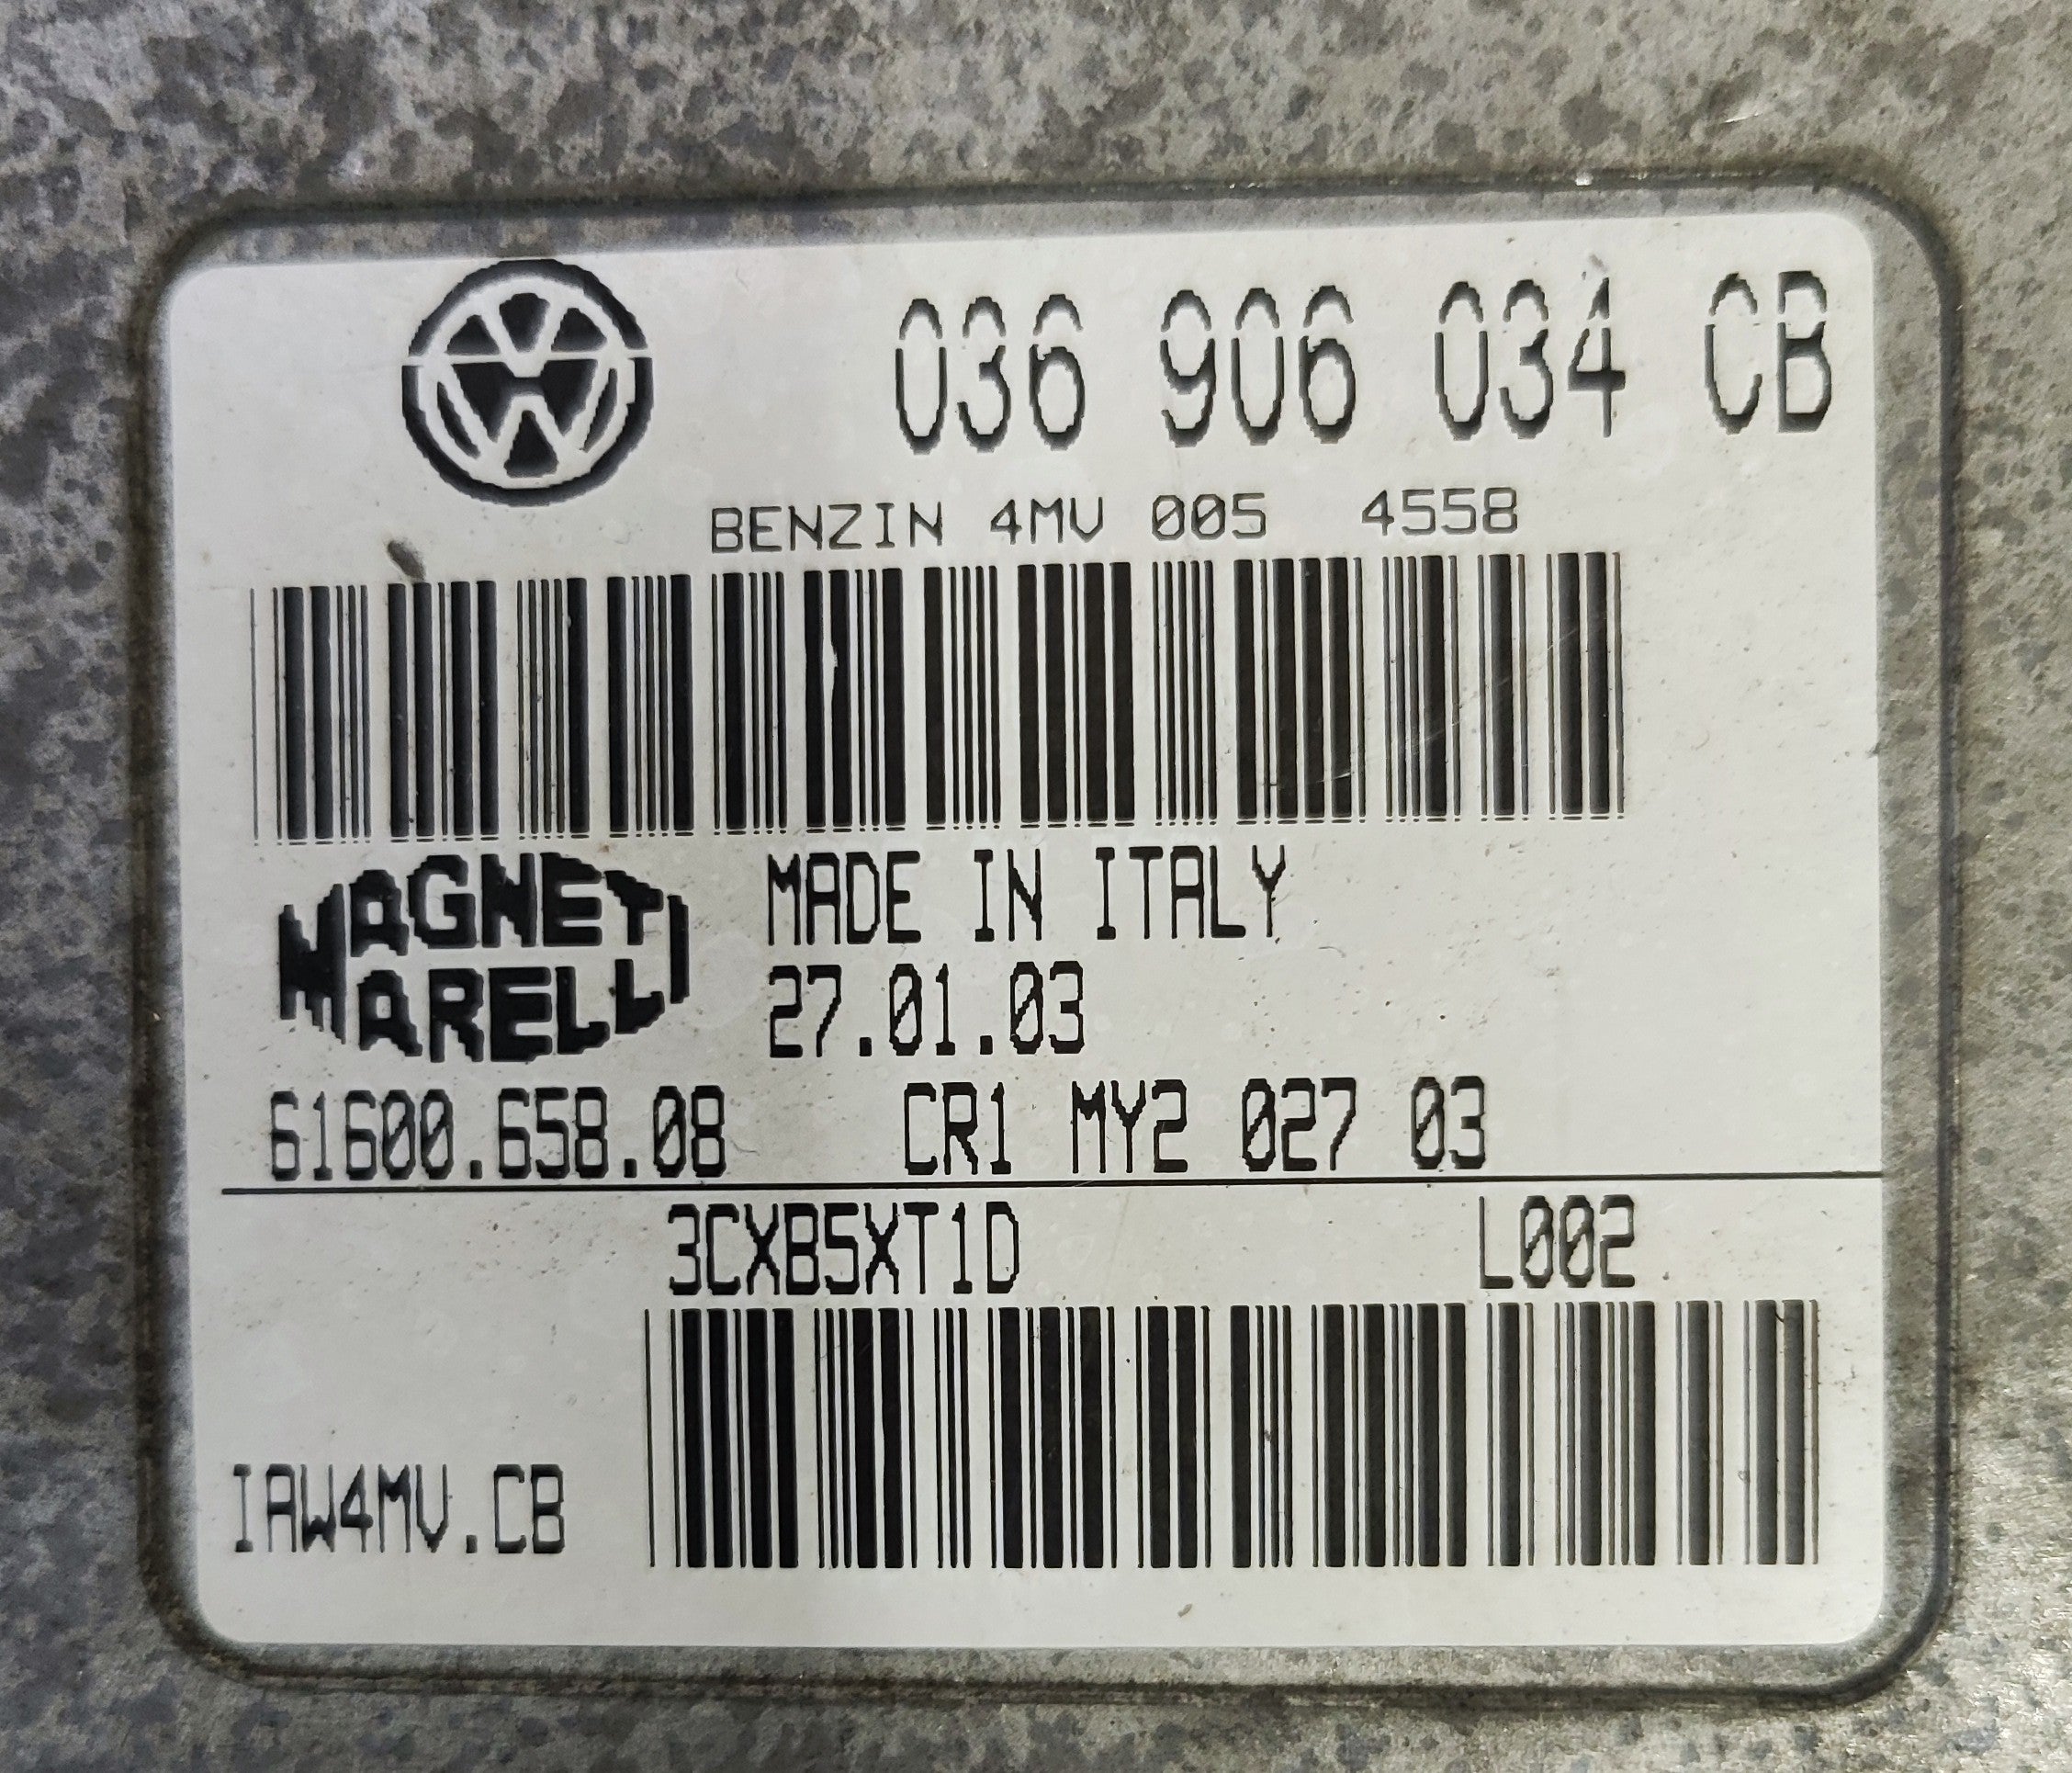 036 906 034 CB
BENZIN 4MV 005 4558
MAGNETI
MARELLI
MADE IN ITALY
27.01.03
61600.658.08 CR1 MY2 027 03
3CXB5XT1D L002
IAW4MV.CB